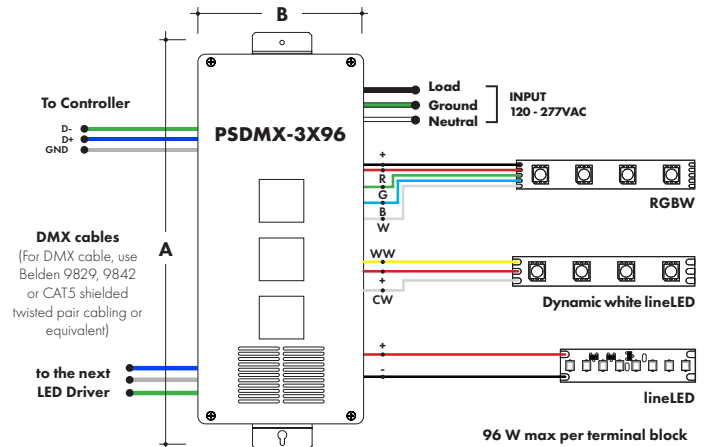 B
To Controller
D-
D+
GND
PSDMX-3X96
Load
Ground
Neutral
INPUT
120 - 277VAC
+
R
G
B
W
RGBW
DMX cables
(For DMX cable, use
Belden 9829, 9842
or CAT5 shielded
twisted pair cabling or
equivalent)
A
WW
+
CW
Dynamic white lineLED
to the next
LED Driver
+
-
lineLED
96 W max per terminal block